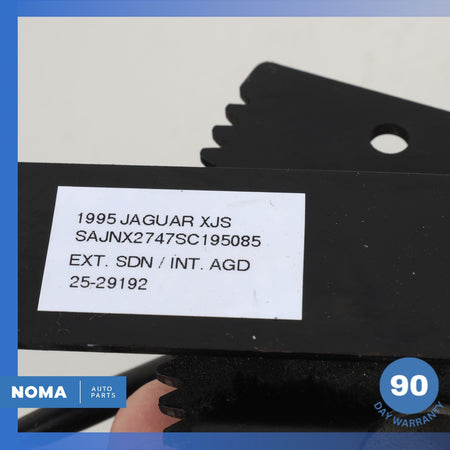 1995 JAGUAR XJS
SAJNX2747SC195085
EXT. SDN / INT. AGD
25-29192
NOMA
AUTO
PARTS
90
DAY WARRANTY